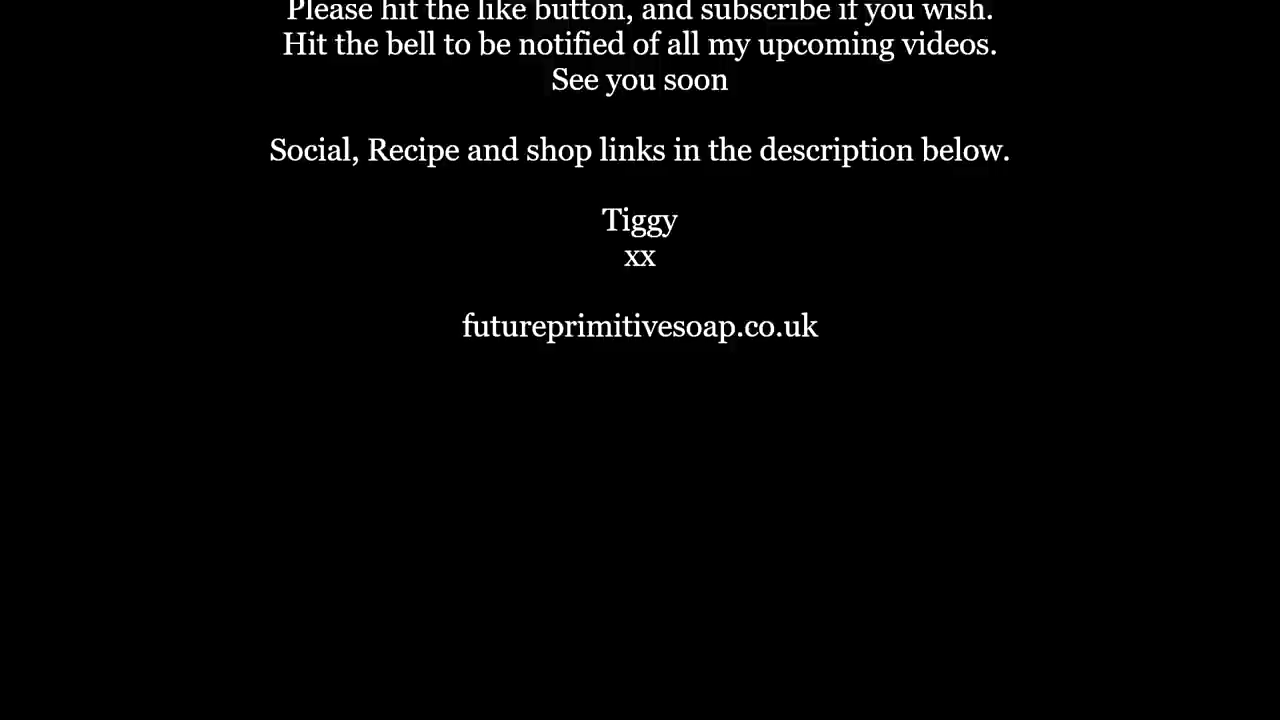 Please hit the like button, and subscribe if you wish.
Hit the bell to be notified of all my upcoming videos.
See you soon
Social, Recipe and shop links in the description below.
Tiggy
xx
futureprimitivesoap.co.uk